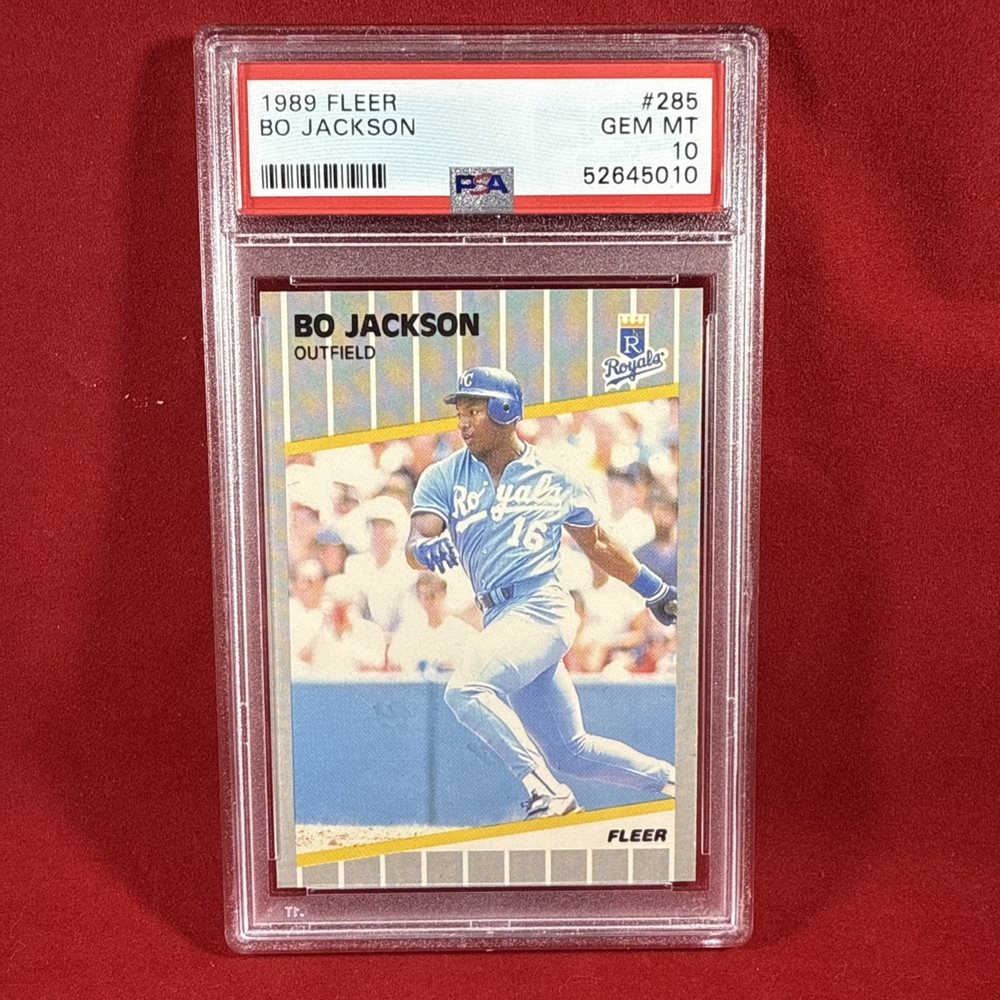 1989 FLEER #285
BO JACKSON GEM MT
10
PSA 52645010
BO JACKSON
OUTFIELD
R
Royals
KC
Royals
16
FLEER